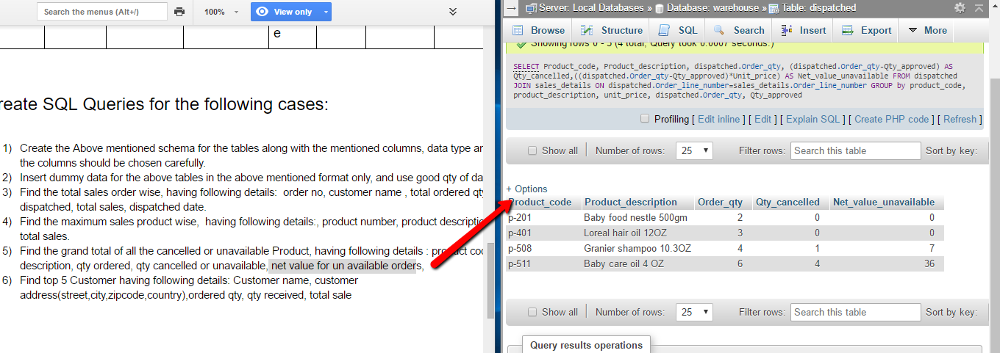 Search the menus (Alt+/)
100%
View only
e
reate SQL Queries for the following cases:
1) Create the Above mentioned schema for the tables along with the mentioned columns, data type ar
the columns should be chosen carefully.
2) Insert dummy data for the above tables in the above mentioned format only, and use good qty of da
3) Find the total sales order wise, having following details: order no, customer name , total ordered qty
dispatched, total sales, dispatched date.
4) Find the maximum sales product wise, having following details:, product number, product descriptio
total sales.
5) Find the grand total of all the cancelled or unavailable Product, having following details : product coo
description, qty ordered, qty cancelled or unavailable, net value for un available orders,
6) Find top 5 Customer having following details: Customer name, customer
address(street,city,zipcode,country),ordered qty, qty received, total sale
Server: Local Databases » Database: warehouse » Table: dispatched
Browse Structure SQL Search Insert Export More
Showing rows 0 - 3 (4 total, Query took 0.0007 seconds.)
SELECT Product_code, Product_description, dispatched.Order_qty, (dispatched.Order_qty-Qty_approved) AS
Qty_cancelled,((dispatched.Order_qty-Qty_approved)*Unit_price) AS Net_value_unavailable FROM dispatched
JOIN sales_details ON dispatched.Order_line_number=sales_details.Order_line_number GROUP by product_code,
product_description, unit_price, dispatched.Order_qty, Qty_approved
Profiling [ Edit inline ] [ Edit ] [ Explain SQL ] [ Create PHP code ] [ Refresh ]
Show all Number of rows: 25 Filter rows: Search this table Sort by key:
+ Options
Product_code Product_description Order_qty Qty_cancelled Net_value_unavailable
p-201 Baby food nestle 500gm 2 0 0
p-401 Loreal hair oil 12OZ 3 0 0
p-508 Granier shampoo 10.3OZ 4 1 7
p-511 Baby care oil 4 OZ 6 4 36
Show all Number of rows: 25 Filter rows: Search this table Sort by key:
Query results operations